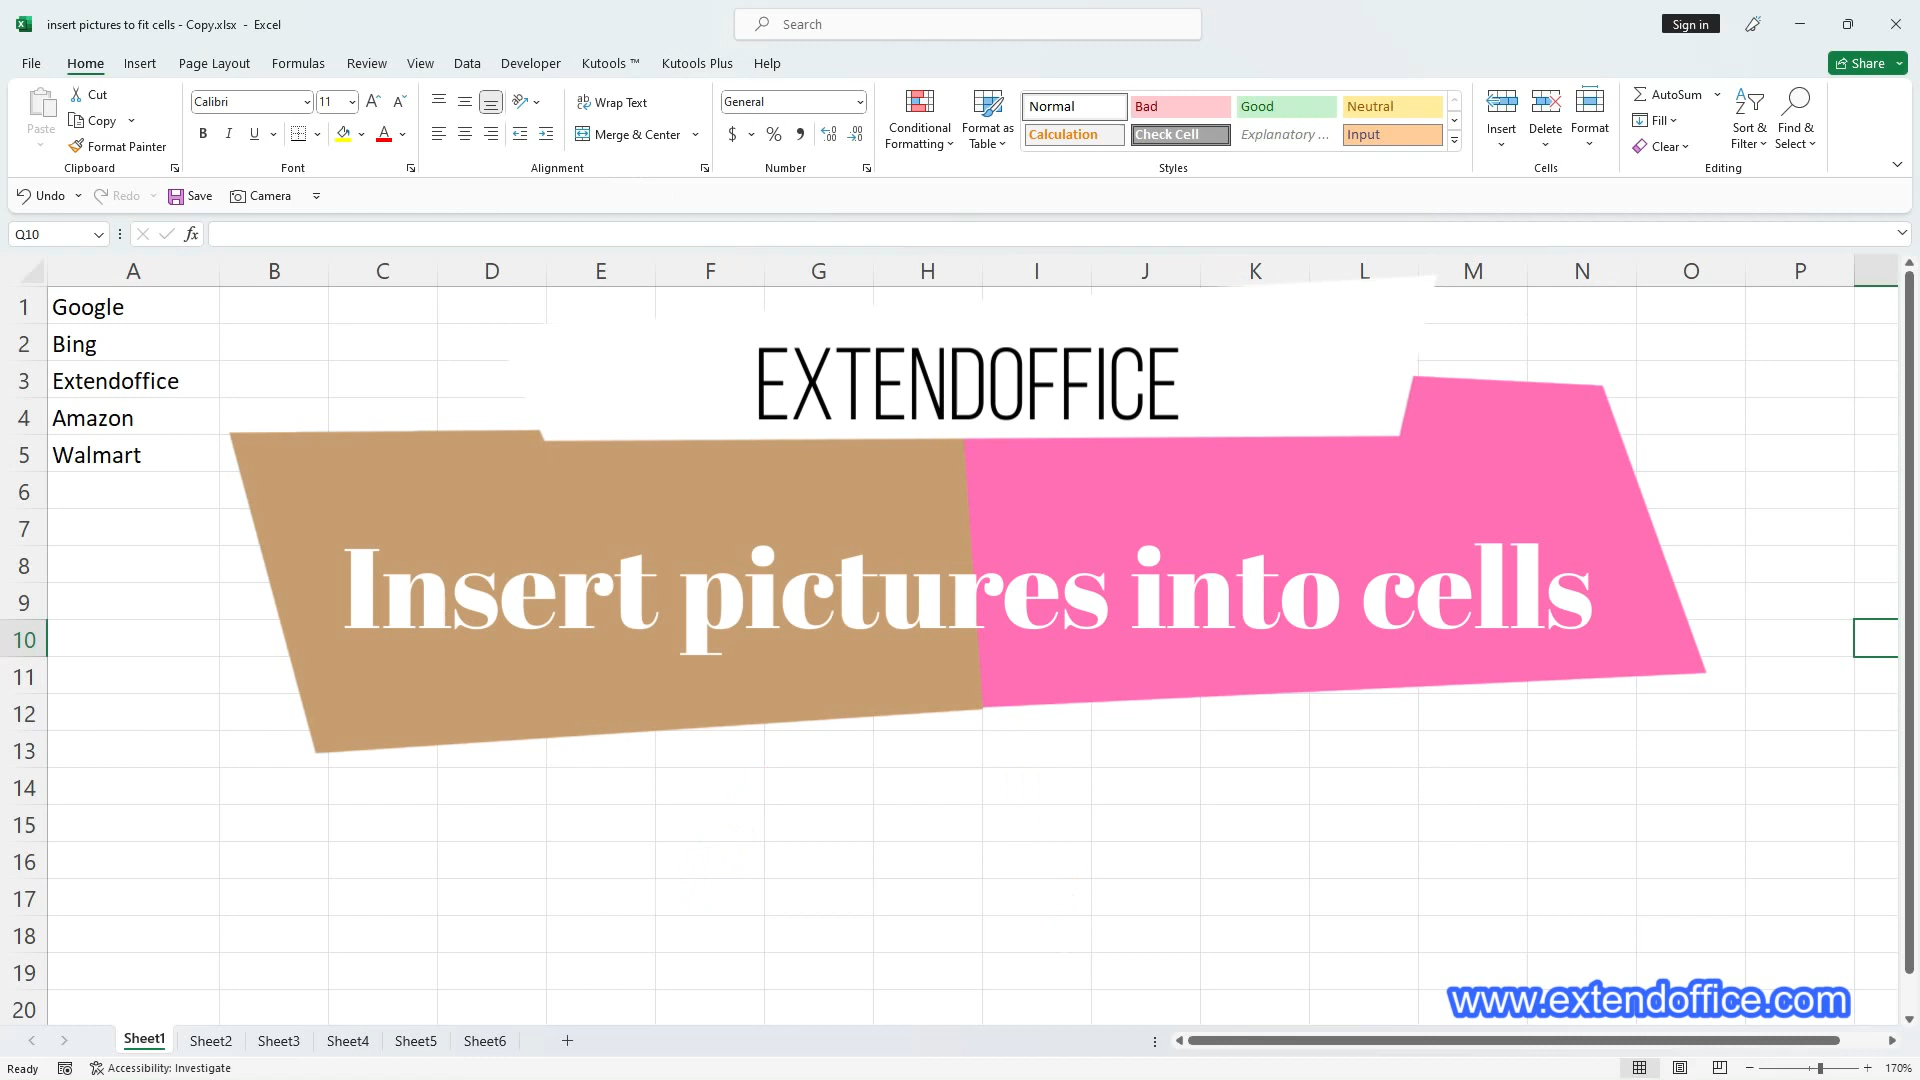 insert pictures to fit cells - Copy.xlsx - Excel
Search
Sign in
File Home Insert Page Layout Formulas Review View Data Developer Kutools ™ Kutools Plus Help
Share
Paste
Cut
Copy
Format Painter
Clipboard
Calibri 11
B I U
Font
Wrap Text
Merge & Center
Alignment
General
$ % ,
Number
Conditional Formatting
Format as Table
Normal Bad Good Neutral
Calculation Check Cell Explanatory ... Input
Styles
Insert Delete Format
Cells
AutoSum
Fill
Clear
Sort & Filter
Find & Select
Editing
Undo Redo Save Camera
Q10
fx
A B C D E F G H I J K L M N O P
1 Google
2 Bing
3 Extendoffice
4 Amazon
5 Walmart
6
7
8
9
10
11
12
13
14
15
16
17
18
19
20
EXTENDOFFICE
Insert pictures into cells
www.extendoffice.com
Sheet1 Sheet2 Sheet3 Sheet4 Sheet5 Sheet6
Ready Accessibility: Investigate
170%